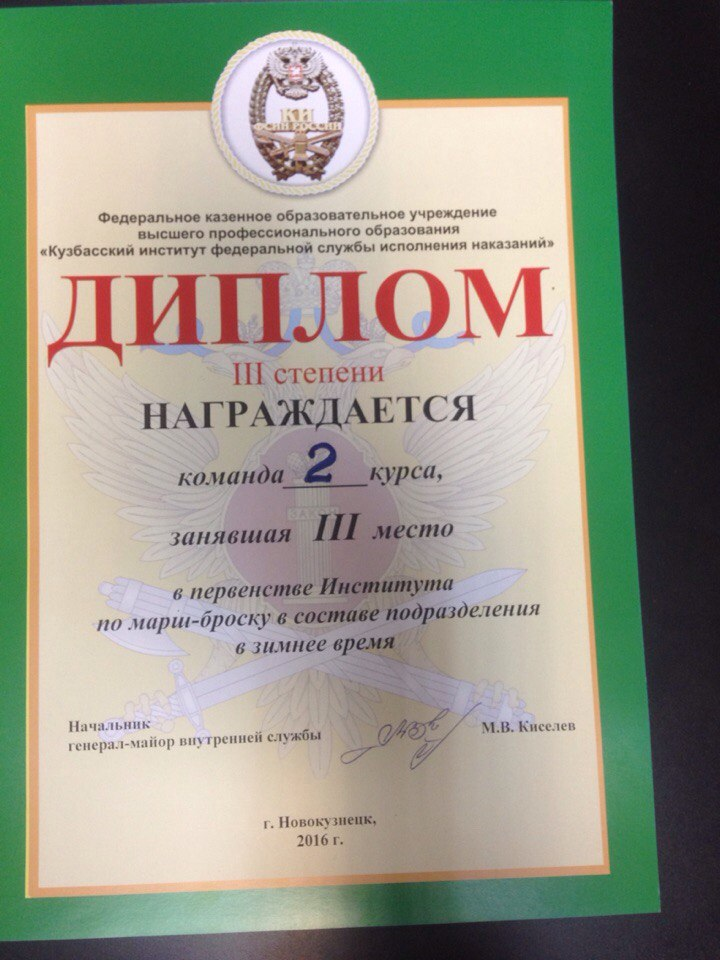 КИ
ФСИН РОССИИ
Федеральное казенное образовательное учреждение
высшего профессионального образования
«Кузбасский институт федеральной службы исполнения наказаний»
ДИПЛОМ
III степени
НАГРАЖДАЕТСЯ
команда 2 курса,
занявшая III место
в первенстве Института
по марш-броску в составе подразделения
в зимнее время
Начальник
генерал-майор внутренней службы
М.В. Киселев
г. Новокузнецк,
2016 г.